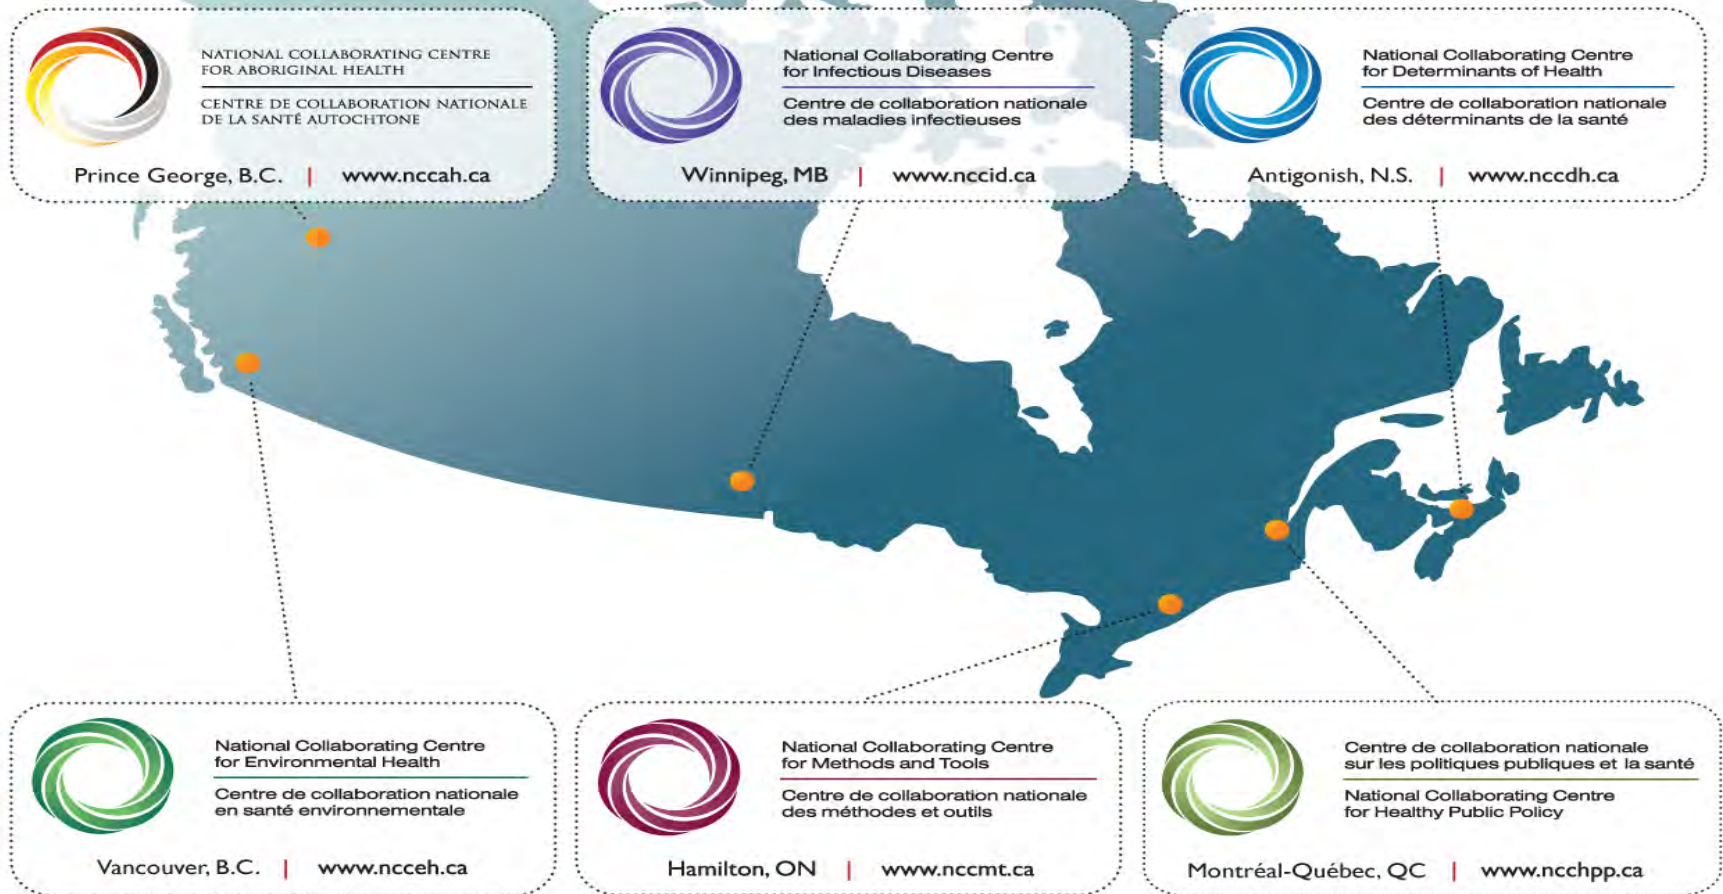 NATIONAL COLLABORATING CENTRE
FOR ABORIGINAL HEALTH
CENTRE DE COLLABORATION NATIONALE
DE LA SANTÉ AUTOCHTONE
Prince George, B.C. | www.nccah.ca
National Collaborating Centre
for Infectious Diseases
Centre de collaboration nationale
des maladies infectieuses
Winnipeg, MB | www.nccid.ca
National Collaborating Centre
for Determinants of Health
Centre de collaboration nationale
des déterminants de la santé
Antigonish, N.S. | www.nccdh.ca
National Collaborating Centre
for Environmental Health
Centre de collaboration nationale
en santé environnementale
Vancouver, B.C. | www.ncceh.ca
National Collaborating Centre
for Methods and Tools
Centre de collaboration nationale
des méthodes et outils
Hamilton, ON | www.nccmt.ca
Centre de collaboration nationale
sur les politiques publiques et la santé
National Collaborating Centre
for Healthy Public Policy
Montréal-Québec, QC | www.ncchpp.ca